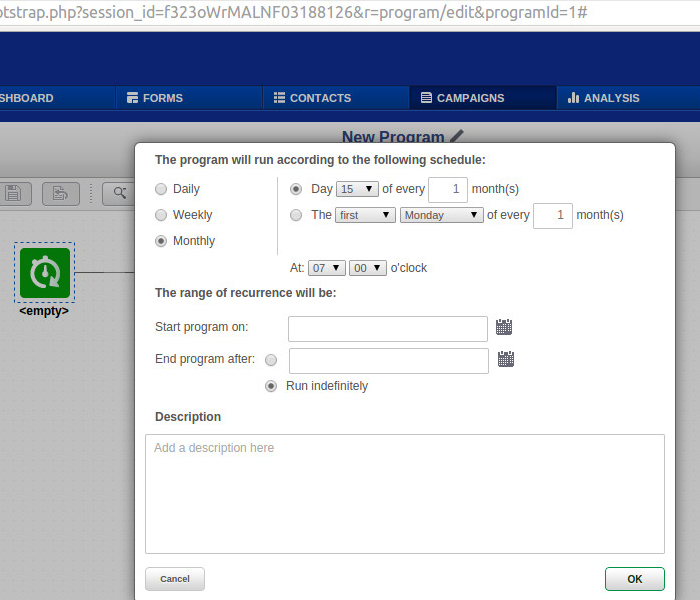 otstrap.php?session_id=f323oWrMALNF03188126&r=program/edit&programId=1#
SHBOARD FORMS CONTACTS CAMPAIGNS ANALYSIS
New Program
The program will run according to the following schedule:
Daily Day 15 of every 1 month(s)
Weekly The first Monday of every 1 month(s)
Monthly
At: 07 00 o'clock
<empty>
The range of recurrence will be:
Start program on:
End program after:
Run indefinitely
Description
Add a description here
Cancel OK